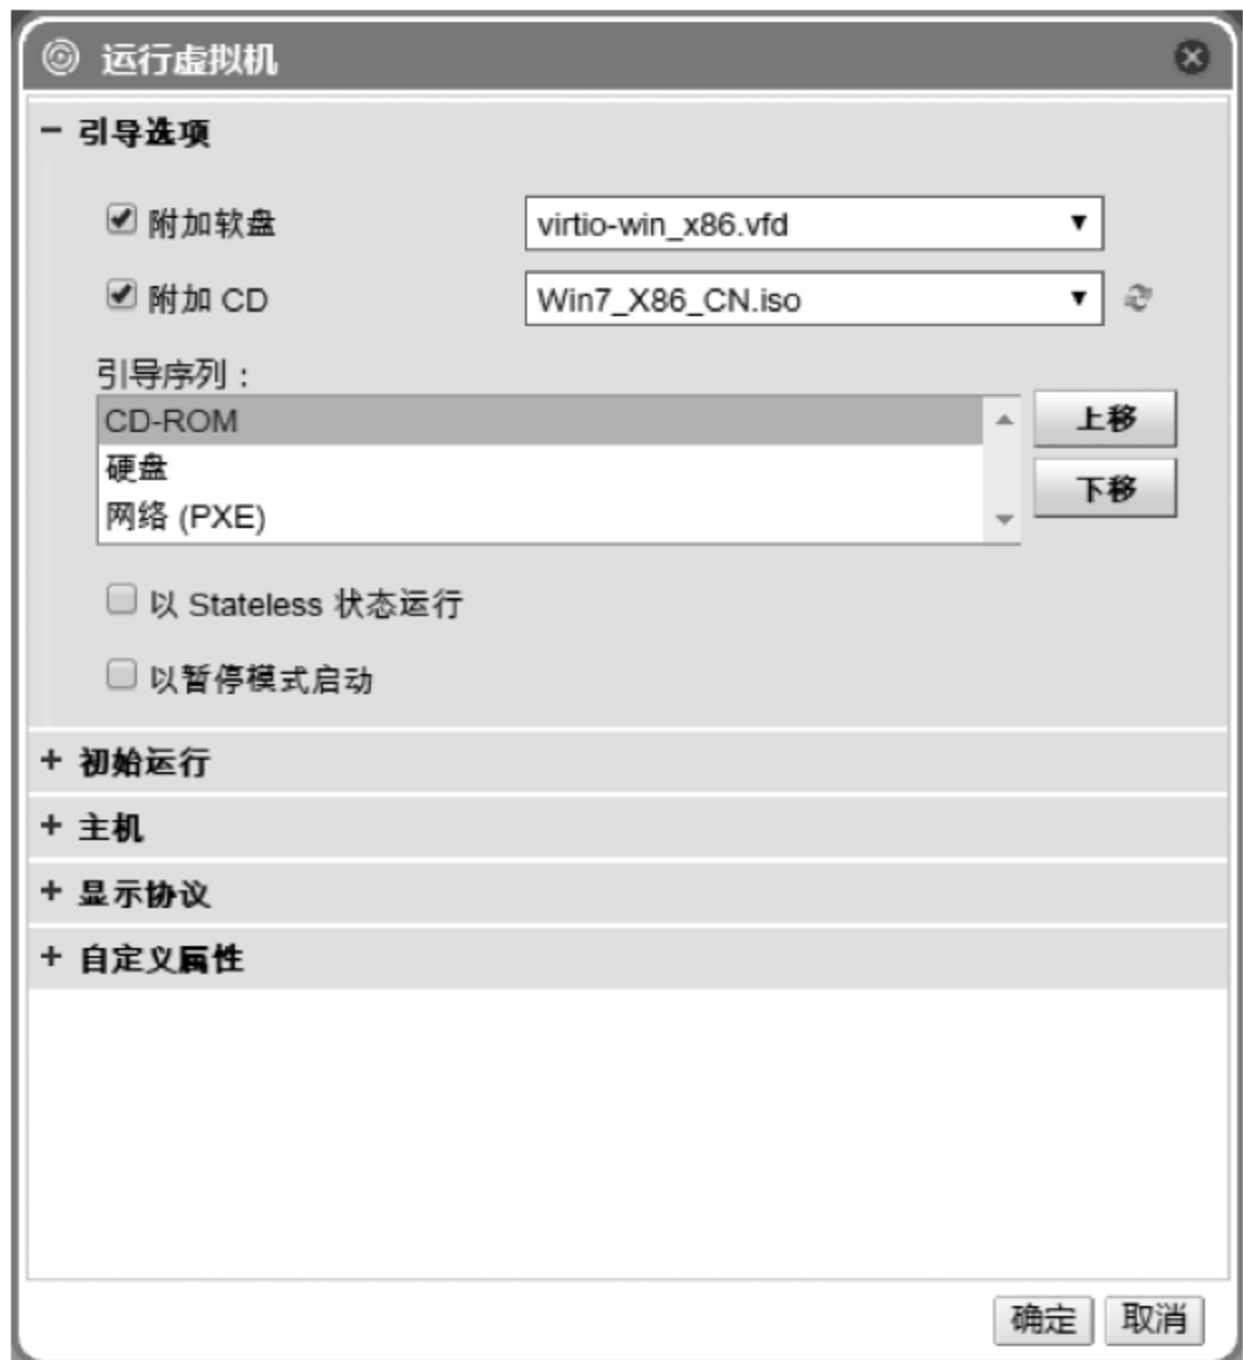 运行虚拟机
− 引导选项
附加软盘 virtio-win_x86.vfd
附加 CD Win7_X86_CN.iso
引导序列：
CD-ROM
上移
硬盘
下移
网络 (PXE)
以 Stateless 状态运行
以暂停模式启动
+ 初始运行
+ 主机
+ 显示协议
+ 自定义属性
确定 取消